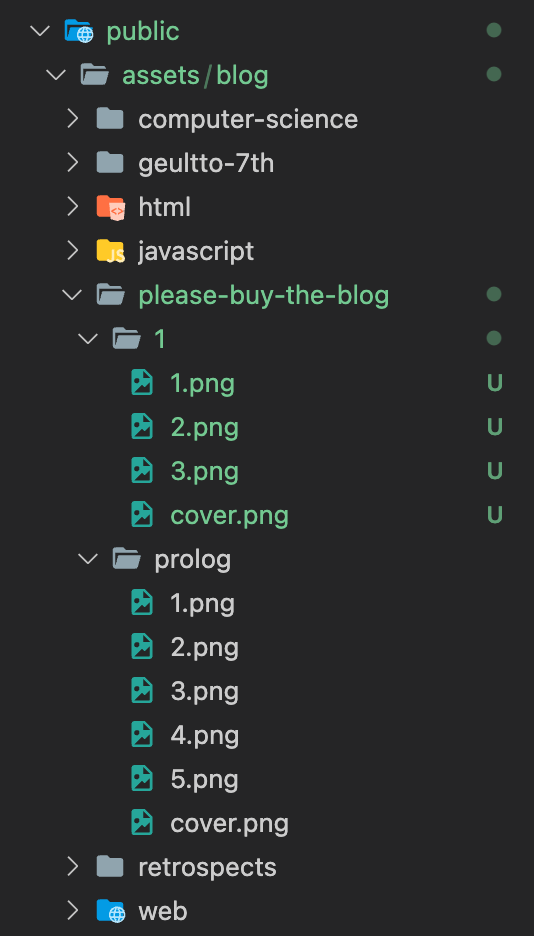 public
assets/blog
computer-science
geultto-7th
html
javascript
please-buy-the-blog
1
1.png U
2.png U
3.png U
cover.png U
prolog
1.png
2.png
3.png
4.png
5.png
cover.png
retrospects
web